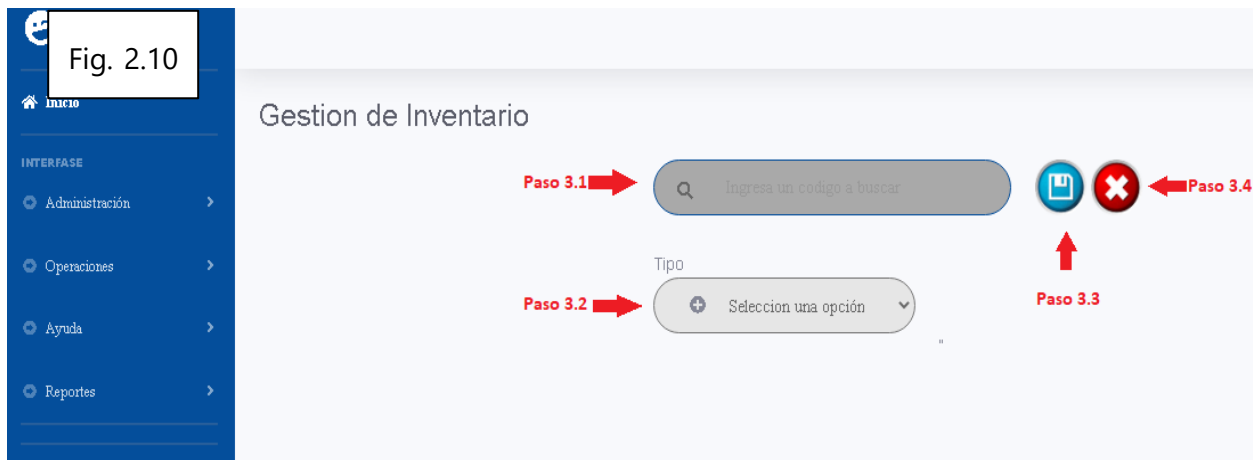 Fig. 2.10
Inicio
INTERFASE
Administración
Operaciones
Ayuda
Reportes
Gestion de Inventario
Paso 3.1
Ingresa un codigo a buscar
Paso 3.4
Tipo
Paso 3.2
Seleccion una opción
Paso 3.3
"